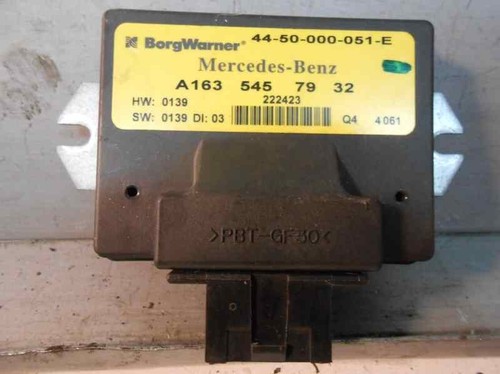 BorgWarner® 44-50-000-051-E
Mercedes-Benz
A163 545 79 32
HW: 0139 222423
SW: 0139 DI: 03 Q4 4061
>PBT-GF30<